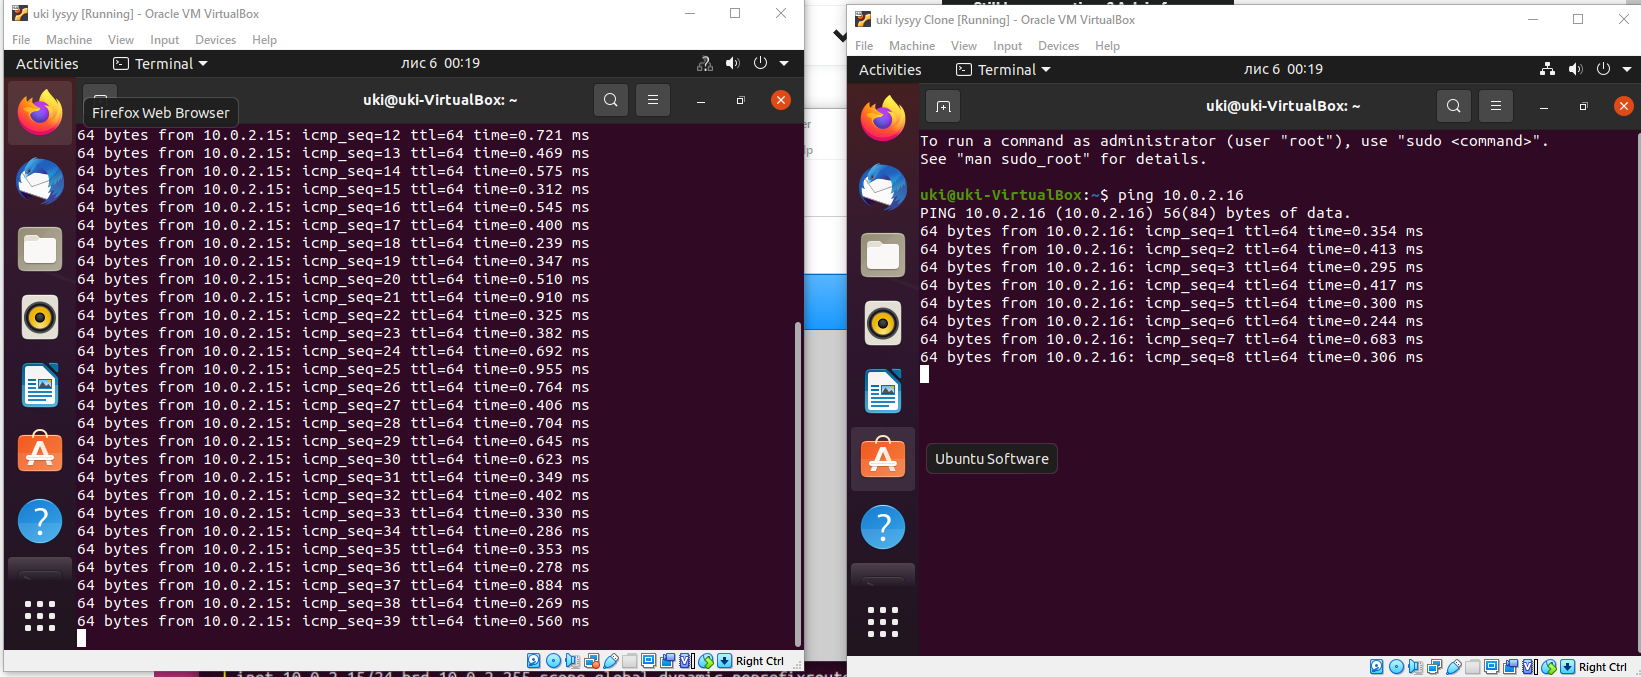 uki lysyy [Running] - Oracle VM VirtualBox
File Machine View Input Devices Help
Activities Terminal лис 6 00:19
uki@uki-VirtualBox: ~
Firefox Web Browser
64 bytes from 10.0.2.15: icmp_seq=12 ttl=64 time=0.721 ms
64 bytes from 10.0.2.15: icmp_seq=13 ttl=64 time=0.469 ms
64 bytes from 10.0.2.15: icmp_seq=14 ttl=64 time=0.575 ms
64 bytes from 10.0.2.15: icmp_seq=15 ttl=64 time=0.312 ms
64 bytes from 10.0.2.15: icmp_seq=16 ttl=64 time=0.545 ms
64 bytes from 10.0.2.15: icmp_seq=17 ttl=64 time=0.400 ms
64 bytes from 10.0.2.15: icmp_seq=18 ttl=64 time=0.239 ms
64 bytes from 10.0.2.15: icmp_seq=19 ttl=64 time=0.347 ms
64 bytes from 10.0.2.15: icmp_seq=20 ttl=64 time=0.510 ms
64 bytes from 10.0.2.15: icmp_seq=21 ttl=64 time=0.910 ms
64 bytes from 10.0.2.15: icmp_seq=22 ttl=64 time=0.325 ms
64 bytes from 10.0.2.15: icmp_seq=23 ttl=64 time=0.382 ms
64 bytes from 10.0.2.15: icmp_seq=24 ttl=64 time=0.692 ms
64 bytes from 10.0.2.15: icmp_seq=25 ttl=64 time=0.955 ms
64 bytes from 10.0.2.15: icmp_seq=26 ttl=64 time=0.764 ms
64 bytes from 10.0.2.15: icmp_seq=27 ttl=64 time=0.406 ms
64 bytes from 10.0.2.15: icmp_seq=28 ttl=64 time=0.704 ms
64 bytes from 10.0.2.15: icmp_seq=29 ttl=64 time=0.645 ms
64 bytes from 10.0.2.15: icmp_seq=30 ttl=64 time=0.623 ms
64 bytes from 10.0.2.15: icmp_seq=31 ttl=64 time=0.349 ms
64 bytes from 10.0.2.15: icmp_seq=32 ttl=64 time=0.402 ms
64 bytes from 10.0.2.15: icmp_seq=33 ttl=64 time=0.330 ms
64 bytes from 10.0.2.15: icmp_seq=34 ttl=64 time=0.286 ms
64 bytes from 10.0.2.15: icmp_seq=35 ttl=64 time=0.353 ms
64 bytes from 10.0.2.15: icmp_seq=36 ttl=64 time=0.278 ms
64 bytes from 10.0.2.15: icmp_seq=37 ttl=64 time=0.884 ms
64 bytes from 10.0.2.15: icmp_seq=38 ttl=64 time=0.269 ms
64 bytes from 10.0.2.15: icmp_seq=39 ttl=64 time=0.560 ms
Right Ctrl
uki lysyy Clone [Running] - Oracle VM VirtualBox
File Machine View Input Devices Help
Activities Terminal лис 6 00:19
uki@uki-VirtualBox: ~
To run a command as administrator (user "root"), use "sudo <command>".
See "man sudo_root" for details.
uki@uki-VirtualBox:~$ ping 10.0.2.16
PING 10.0.2.16 (10.0.2.16) 56(84) bytes of data.
64 bytes from 10.0.2.16: icmp_seq=1 ttl=64 time=0.354 ms
64 bytes from 10.0.2.16: icmp_seq=2 ttl=64 time=0.413 ms
64 bytes from 10.0.2.16: icmp_seq=3 ttl=64 time=0.295 ms
64 bytes from 10.0.2.16: icmp_seq=4 ttl=64 time=0.417 ms
64 bytes from 10.0.2.16: icmp_seq=5 ttl=64 time=0.300 ms
64 bytes from 10.0.2.16: icmp_seq=6 ttl=64 time=0.244 ms
64 bytes from 10.0.2.16: icmp_seq=7 ttl=64 time=0.683 ms
64 bytes from 10.0.2.16: icmp_seq=8 ttl=64 time=0.306 ms
Ubuntu Software
Right Ctrl